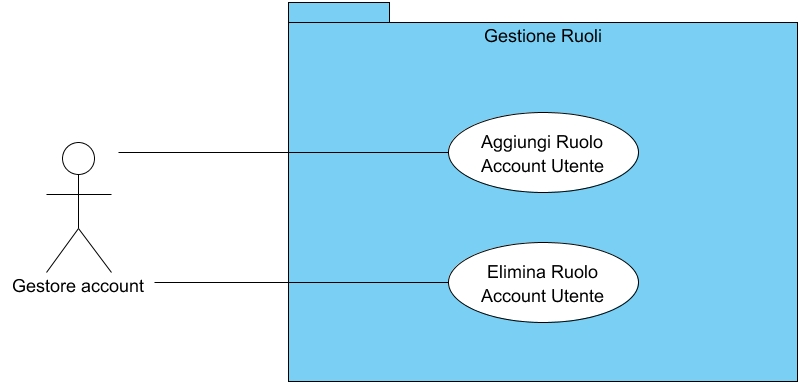 Gestione Ruoli
Aggiungi Ruolo
Account Utente
Elimina Ruolo
Account Utente
Gestore account